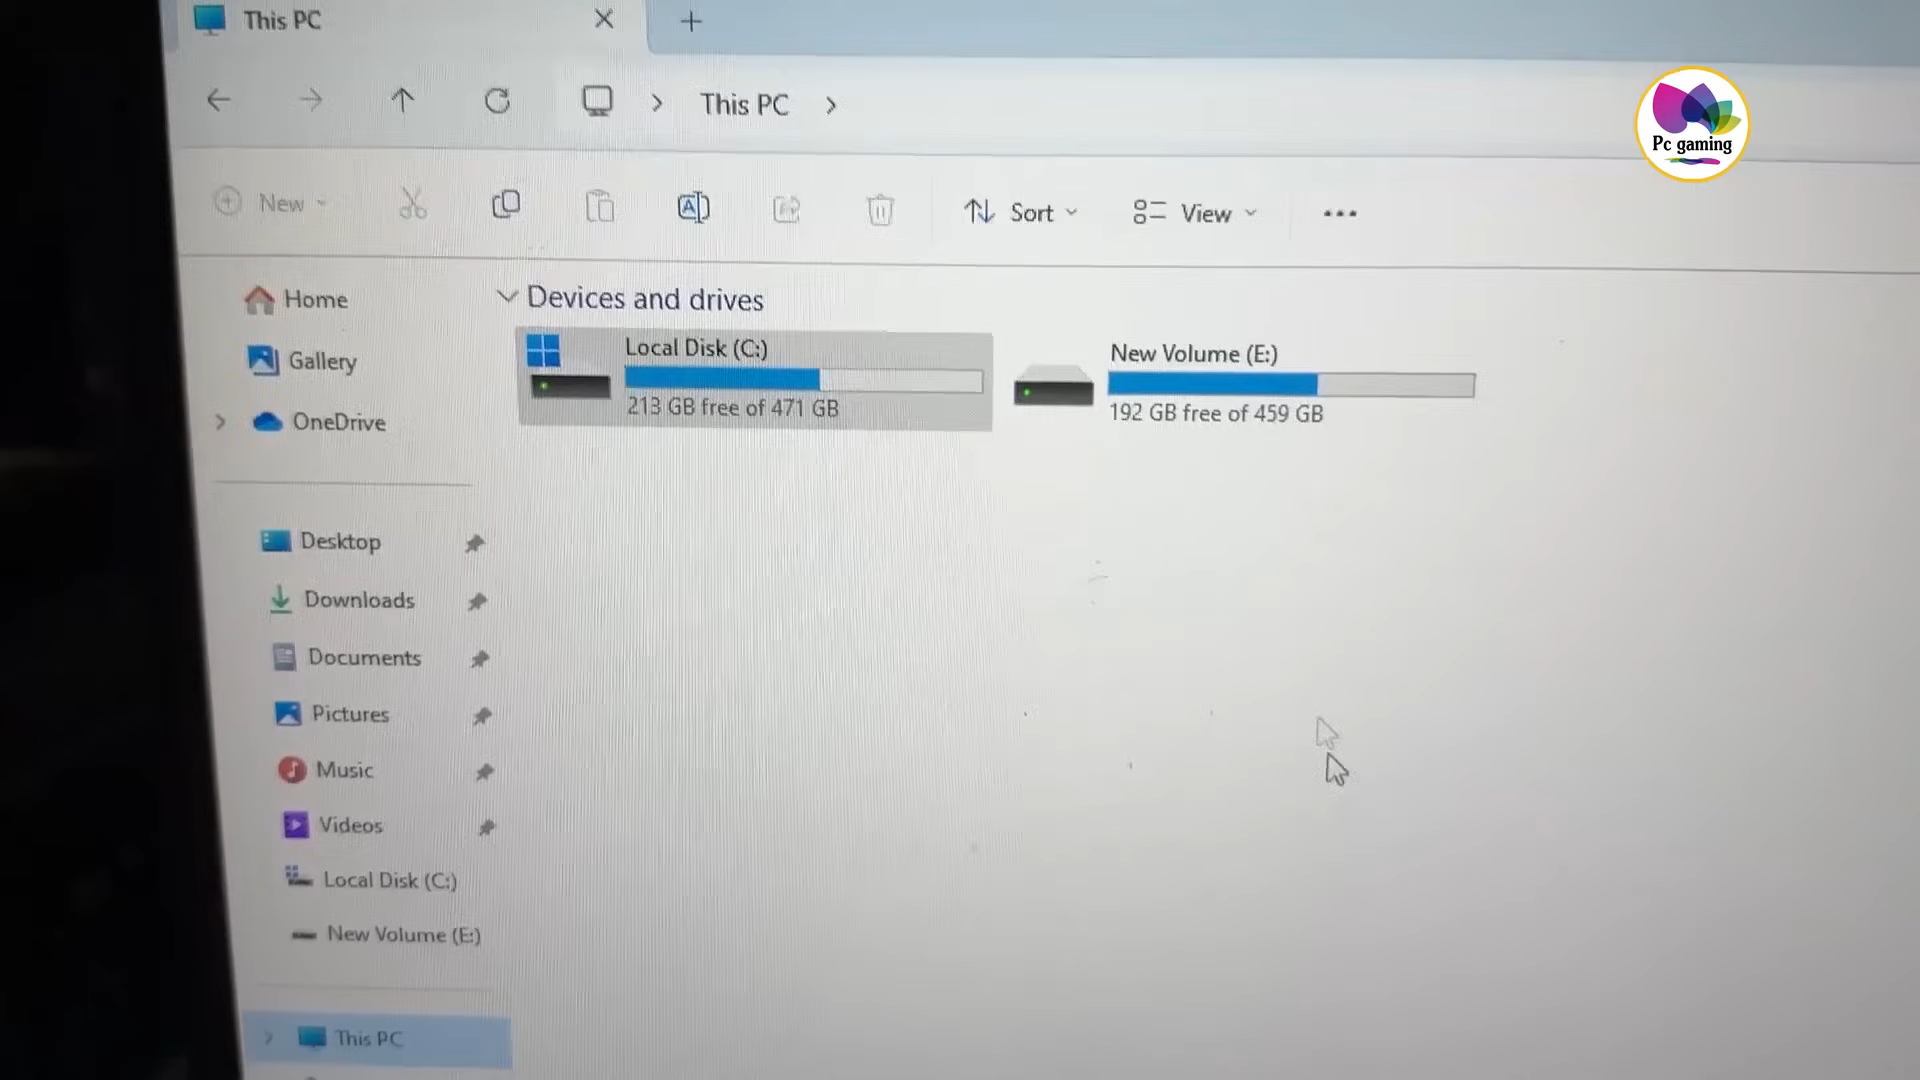 This PC
This PC
Pc gaming
New
Sort
View
Home
Gallery
OneDrive
Desktop
Downloads
Documents
Pictures
Music
Videos
Local Disk (C:)
New Volume (E:)
This PC
Devices and drives
Local Disk (C:)
213 GB free of 471 GB
New Volume (E:)
192 GB free of 459 GB